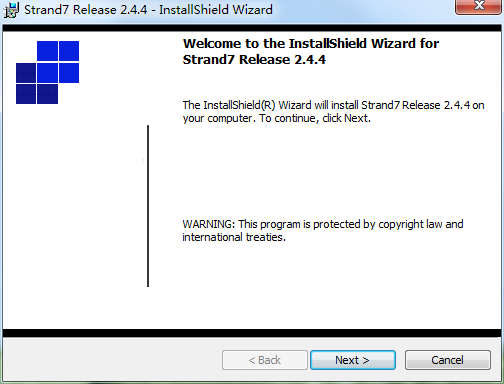 Strand7 Release 2.4.4 - InstallShield Wizard
Welcome to the InstallShield Wizard for
Strand7 Release 2.4.4
The InstallShield(R) Wizard will install Strand7 Release 2.4.4 on
your computer. To continue, click Next.
WARNING: This program is protected by copyright law and
international treaties.
< Back
Next >
Cancel